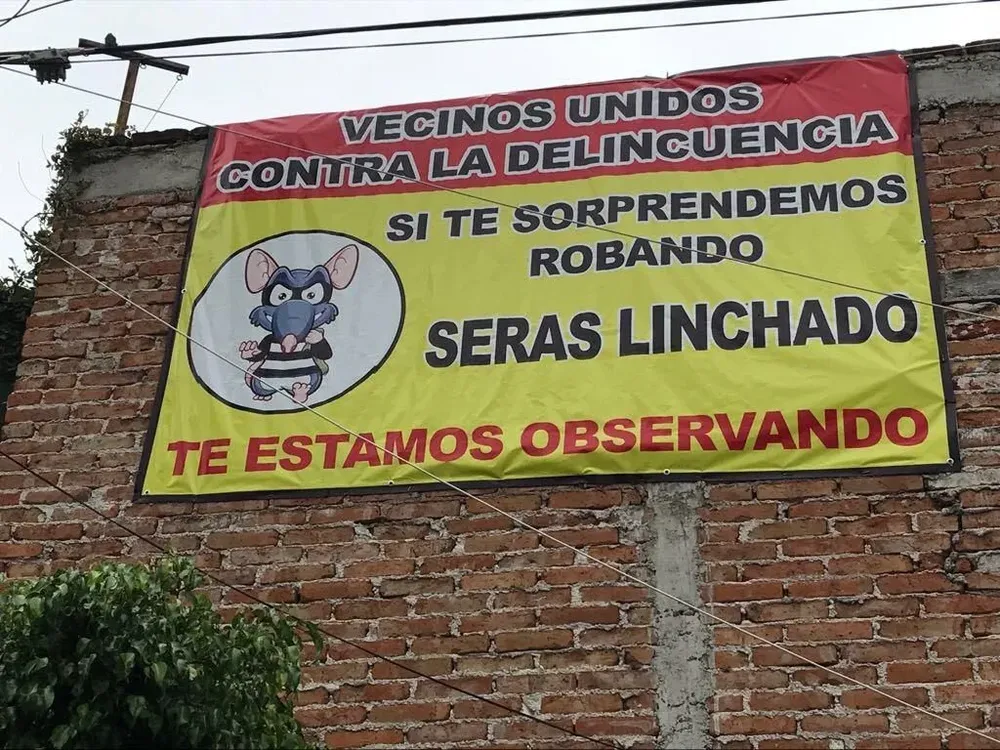 VECINOS UNIDOS
CONTRA LA DELINCUENCIA
SI TE SORPRENDEMOS
ROBANDO
SERAS LINCHADO
TE ESTAMOS OBSERVANDO